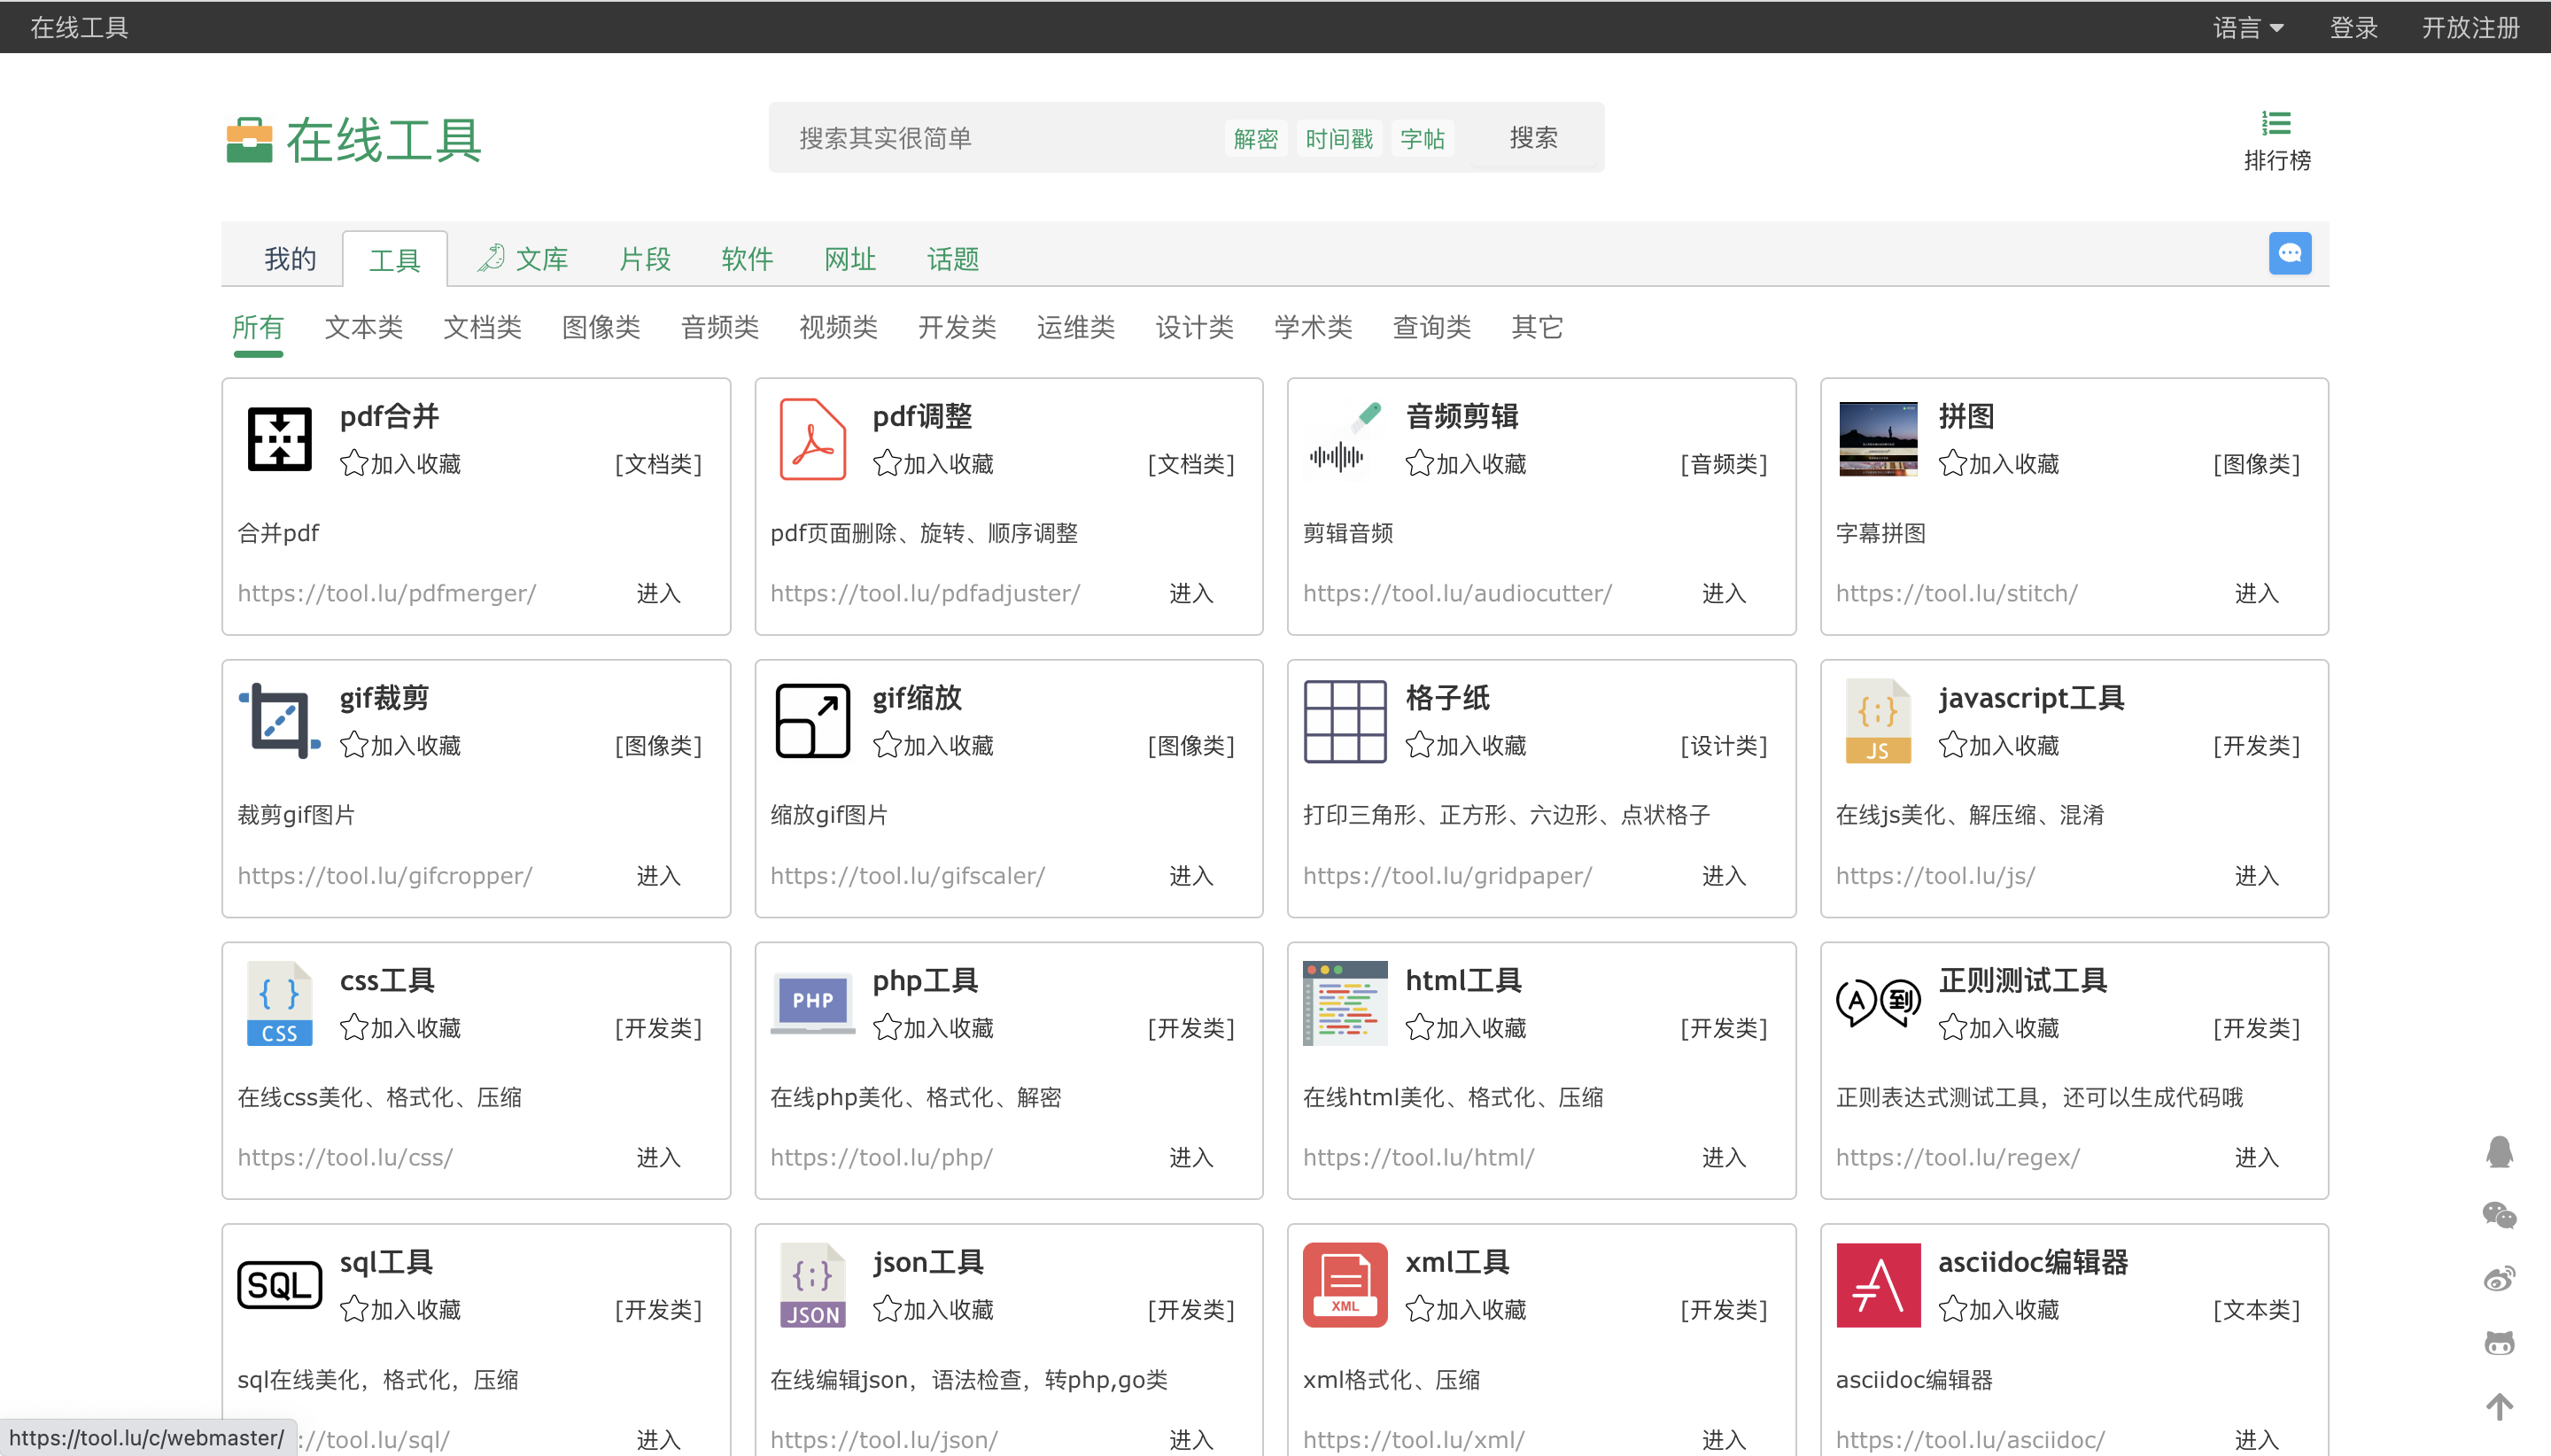 在线工具 语言 登录 开放注册
在线工具 搜索其实很简单 解密 时间戳 字帖 搜索 排行榜
我的 工具 文库 片段 软件 网址 话题
所有 文本类 文档类 图像类 音频类 视频类 开发类 运维类 设计类 学术类 查询类 其它
pdf合并
加入收藏 [文档类]
合并pdf
https://tool.lu/pdfmerger/ 进入
pdf调整
加入收藏 [文档类]
pdf页面删除、旋转、顺序调整
https://tool.lu/pdfadjuster/ 进入
音频剪辑
加入收藏 [音频类]
剪辑音频
https://tool.lu/audiocutter/ 进入
拼图
加入收藏 [图像类]
字幕拼图
https://tool.lu/stitch/ 进入
gif裁剪
加入收藏 [图像类]
裁剪gif图片
https://tool.lu/gifcropper/ 进入
gif缩放
加入收藏 [图像类]
缩放gif图片
https://tool.lu/gifscaler/ 进入
格子纸
加入收藏 [设计类]
打印三角形、正方形、六边形、点状格子
https://tool.lu/gridpaper/ 进入
{;}
JS
javascript工具
加入收藏 [开发类]
在线js美化、解压缩、混淆
https://tool.lu/js/ 进入
{ }
CSS
css工具
加入收藏 [开发类]
在线css美化、格式化、压缩
https://tool.lu/css/ 进入
PHP
php工具
加入收藏 [开发类]
在线php美化、格式化、解密
https://tool.lu/php/ 进入
html工具
加入收藏 [开发类]
在线html美化、格式化、压缩
https://tool.lu/html/ 进入
A 到
正则测试工具
加入收藏 [开发类]
正则表达式测试工具，还可以生成代码哦
https://tool.lu/regex/ 进入
SQL
sql工具
加入收藏 [开发类]
sql在线美化，格式化，压缩
://tool.lu/sql/ 进入
{;}
JSON
json工具
加入收藏 [开发类]
在线编辑json，语法检查，转php,go类
https://tool.lu/json/ 进入
XML
xml工具
加入收藏 [开发类]
xml格式化、压缩
https://tool.lu/xml/ 进入
asciidoc编辑器
加入收藏 [文本类]
asciidoc编辑器
https://tool.lu/asciidoc/ 进入
https://tool.lu/c/webmaster/